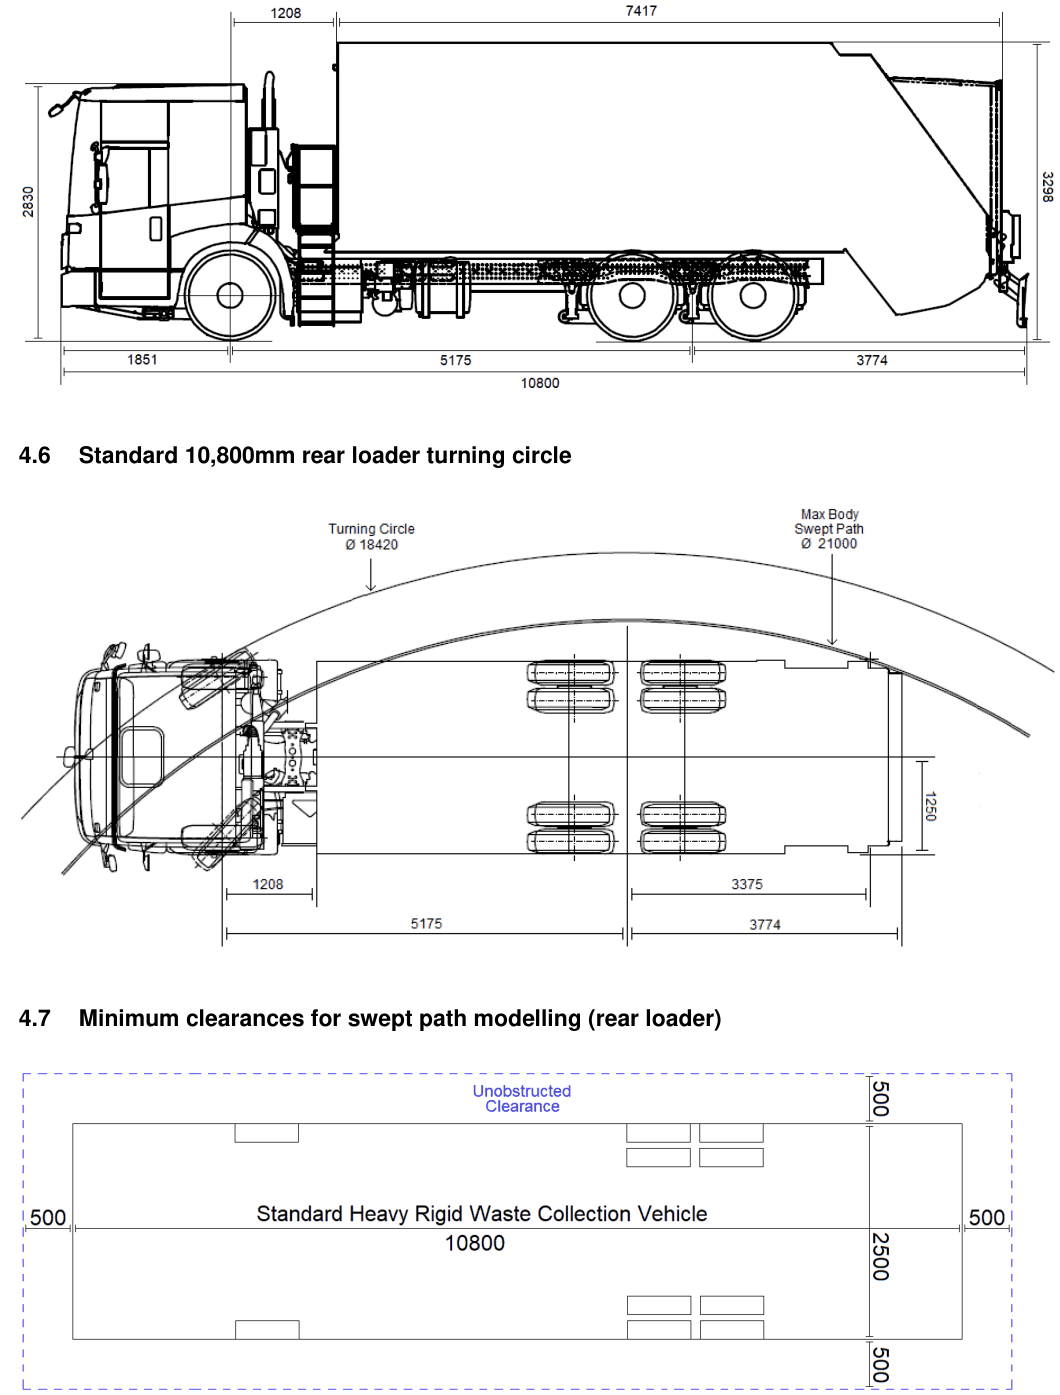 1208
7417
2830
3298
1851
5175
3774
10800
4.6 Standard 10,800mm rear loader turning circle
Turning Circle
Ø 18420
Max Body
Swept Path
Ø 21000
1250
1208
3375
5175
3774
4.7 Minimum clearances for swept path modelling (rear loader)
Unobstructed
Clearance
500
Standard Heavy Rigid Waste Collection Vehicle
500
500
10800
2500
500